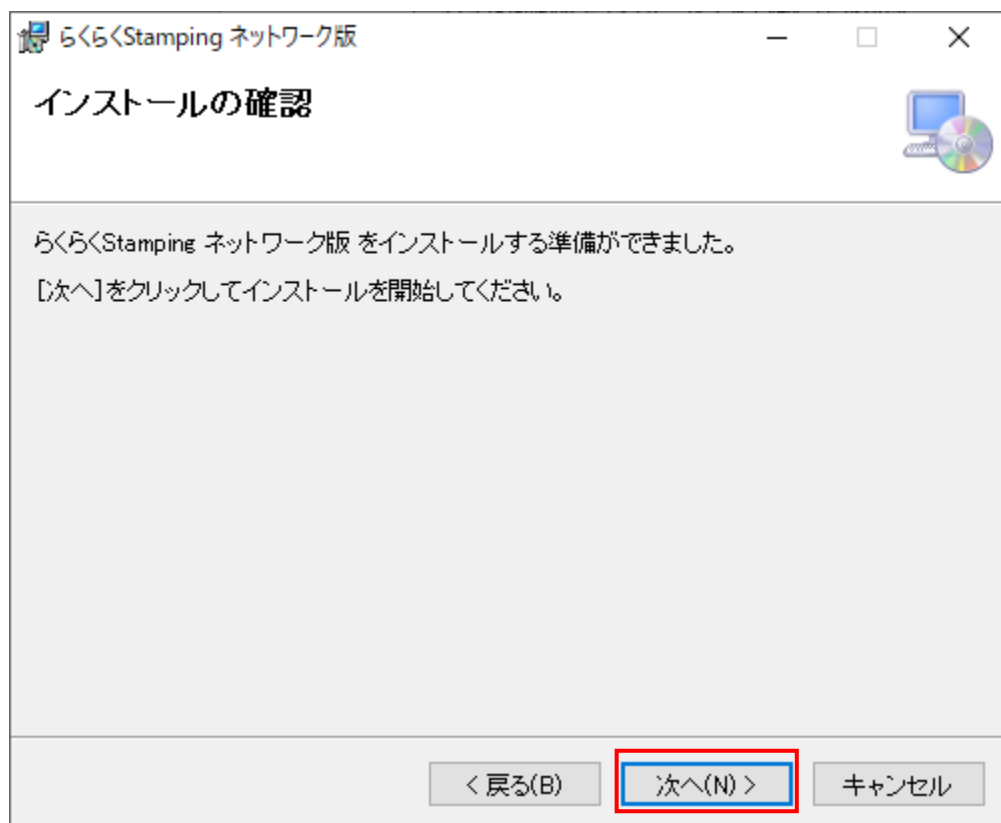 らくらくStamping ネットワーク版
インストールの確認
らくらくStamping ネットワーク版 をインストールする準備ができました。
[次へ]をクリックしてインストールを開始してください。
< 戻る(B)
次へ(N) >
キャンセル